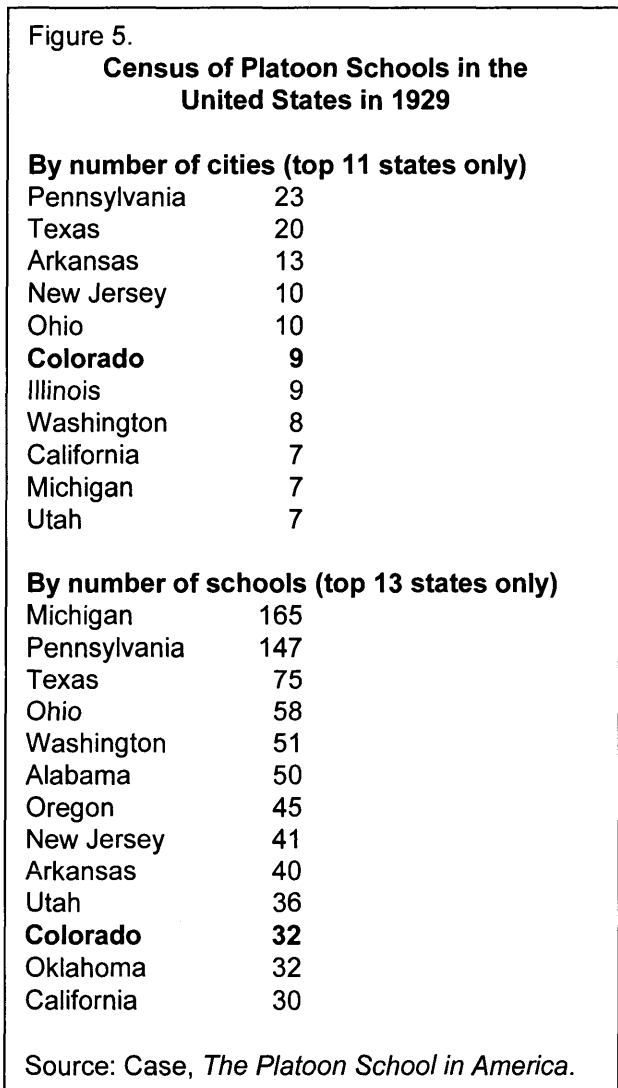 Figure 5.
Census of Platoon Schools in the
United States in 1929
By number of cities (top 11 states only)
Pennsylvania 23
Texas 20
Arkansas 13
New Jersey 10
Ohio 10
Colorado 9
Illinois 9
Washington 8
California 7
Michigan 7
Utah 7
By number of schools (top 13 states only)
Michigan 165
Pennsylvania 147
Texas 75
Ohio 58
Washington 51
Alabama 50
Oregon 45
New Jersey 41
Arkansas 40
Utah 36
Colorado 32
Oklahoma 32
California 30
Source: Case, The Platoon School in America.